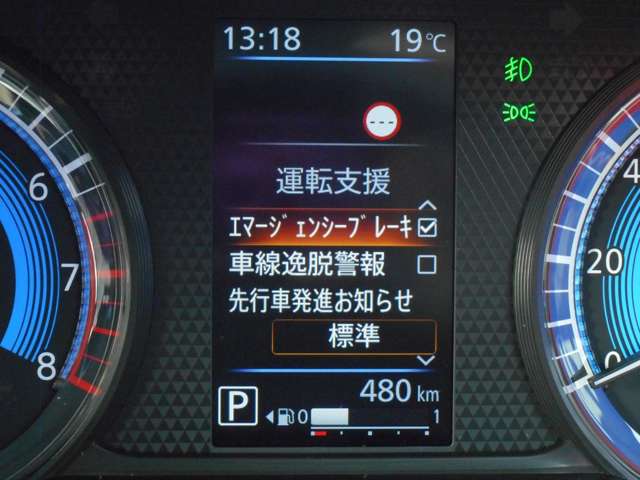 13:18 19℃
---
運転支援
ｴﾏｰｼﾞｪﾝｼｰﾌﾞﾚｰｷ
車線逸脱警報
先行車発進お知らせ
標準
480 km
P 0 1
6
7
8
4
20
0